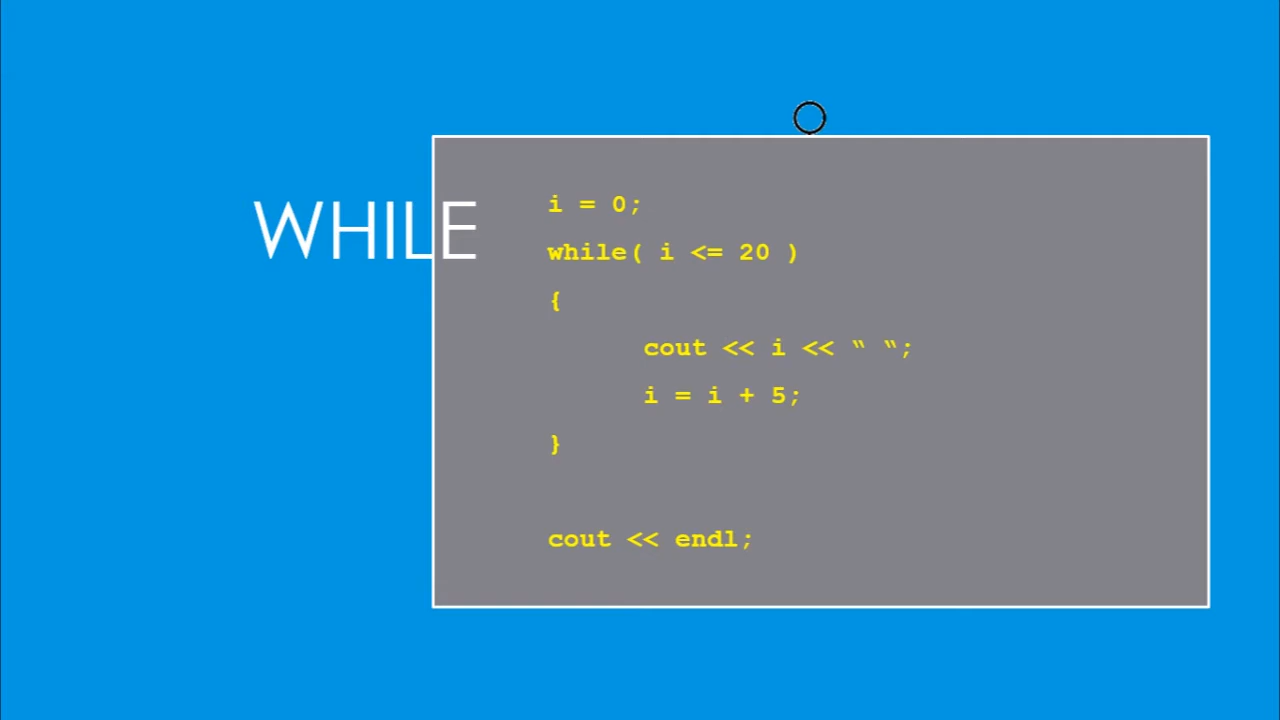 WHILE
i = 0;
while( i <= 20 )
{
cout << i << “ “;
i = i + 5;
}
cout << endl;